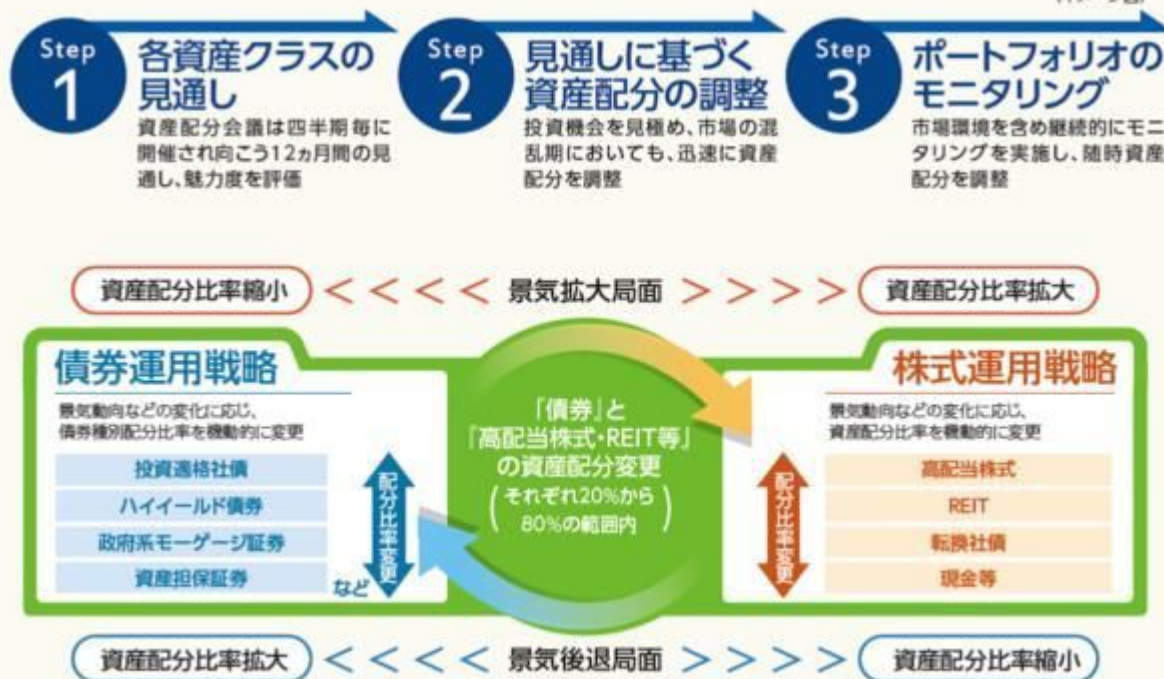 Step
1
各資産クラスの
見通し
資産配分会議は四半期毎に
開催され向こう12ヵ月間の見
通し、魅力度を評価
Step
2
見通しに基づく
資産配分の調整
投資機会を見極め、市場の混
乱期においても、迅速に資産
配分を調整
Step
3
ポートフォリオの
モニタリング
市場環境を含め継続的にモニ
タリングを実施し、随時資産
配分を調整
資産配分比率縮小 < < < < 景気拡大局面 > > > > > 資産配分比率拡大
債券運用戦略
景気動向などの変化に応じ、
債券種別配分比率を機動的に変更
投資適格社債
ハイイールド債券
政府系モーゲージ証券
資産担保証券
など
配分比率変更
『債券』と
『高配当株式・REIT等』
の資産配分変更
(それぞれ20%から
80%の範囲内)
株式運用戦略
景気動向などの変化に応じ、
資産配分比率を機動的に変更
配分比率変更
高配当株式
REIT
転換社債
現金等
資産配分比率拡大 < < < < 景気後退局面 > > > > > 資産配分比率縮小